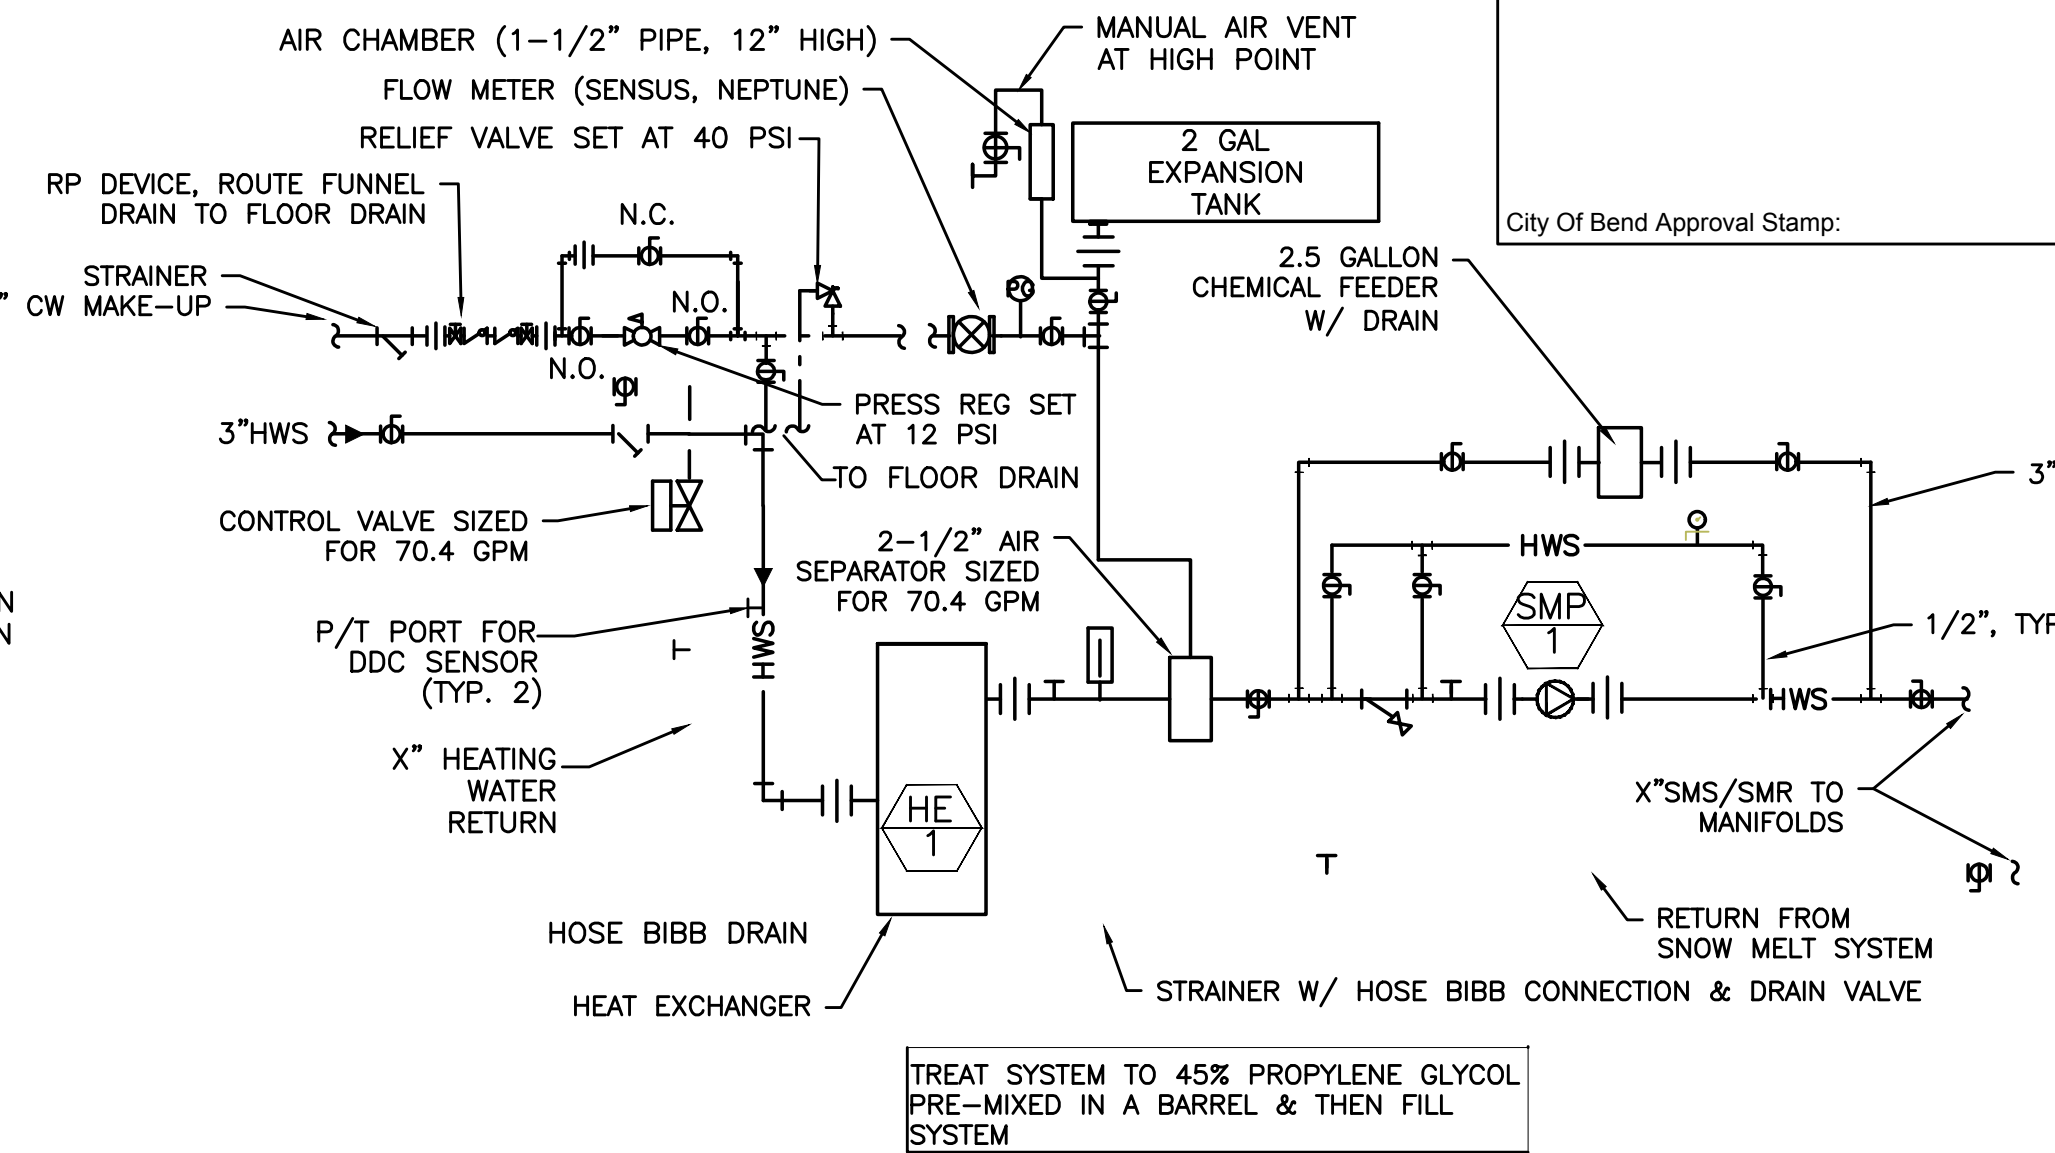 AIR CHAMBER (1-1/2" PIPE, 12" HIGH)
MANUAL AIR VENT
AT HIGH POINT
FLOW METER (SENSUS, NEPTUNE)
RELIEF VALVE SET AT 40 PSI
2 GAL
EXPANSION
TANK
RP DEVICE, ROUTE FUNNEL
DRAIN TO FLOOR DRAIN
N.C.
City Of Bend Approval Stamp:
STRAINER
" CW MAKE-UP
2.5 GALLON
CHEMICAL FEEDER
W/ DRAIN
N.O.
PG
N.O.
PRESS REG SET
AT 12 PSI
3"HWS
TO FLOOR DRAIN
3"
CONTROL VALVE SIZED
FOR 70.4 GPM
2-1/2" AIR
SEPARATOR SIZED
FOR 70.4 GPM
HWS
SMP
1
N
N
P/T PORT FOR
DDC SENSOR
(TYP. 2)
HWS
1/2", TYP
HWS
X" HEATING
WATER
RETURN
HE
1
X"SMS/SMR TO
MANIFOLDS
HOSE BIBB DRAIN
RETURN FROM
SNOW MELT SYSTEM
HEAT EXCHANGER
STRAINER W/ HOSE BIBB CONNECTION & DRAIN VALVE
TREAT SYSTEM TO 45% PROPYLENE GLYCOL
PRE-MIXED IN A BARREL & THEN FILL
SYSTEM